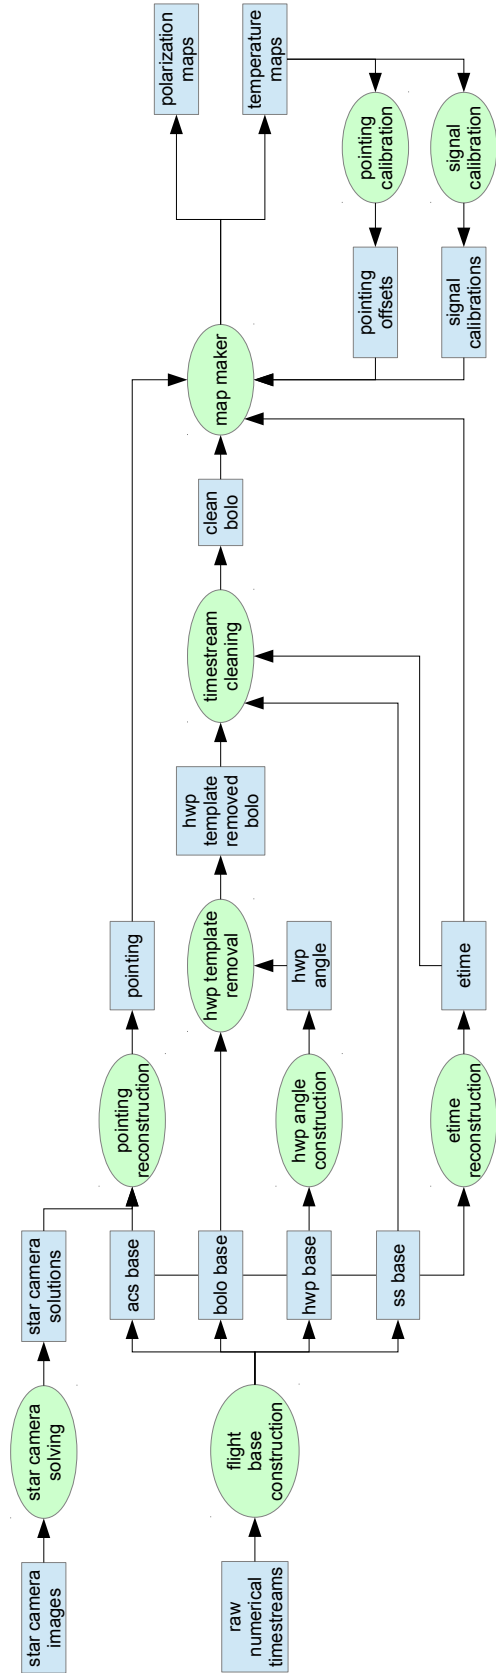 star camera
images
star camera
solving
star camera
solutions
raw
numerical
timestreams
flight
base
construction
acs base
bolo base
hwp base
ss base
pointing
reconstruction
pointing
hwp angle
construction
hwp
angle
etime
reconstruction
etime
hwp template
removal
hwp
template
removed
bolo
timestream
cleaning
clean
bolo
map maker
polarization
maps
temperature
maps
pointing
calibration
signal
calibration
pointing
offsets
signal
calibrations